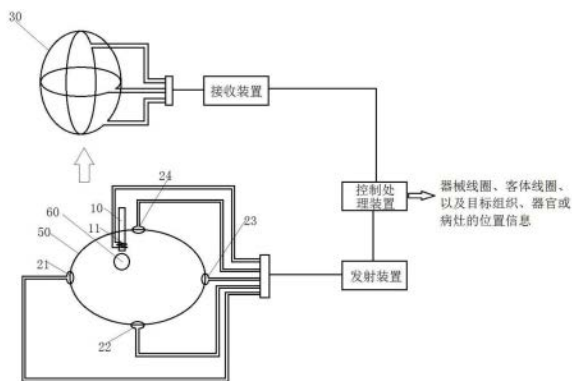 30
接收装置
控制处
理装置
器械线圈、客体线圈、
以及目标组织、器官或
病灶的位置信息
24
10
60
11
23
50
21
22
发射装置